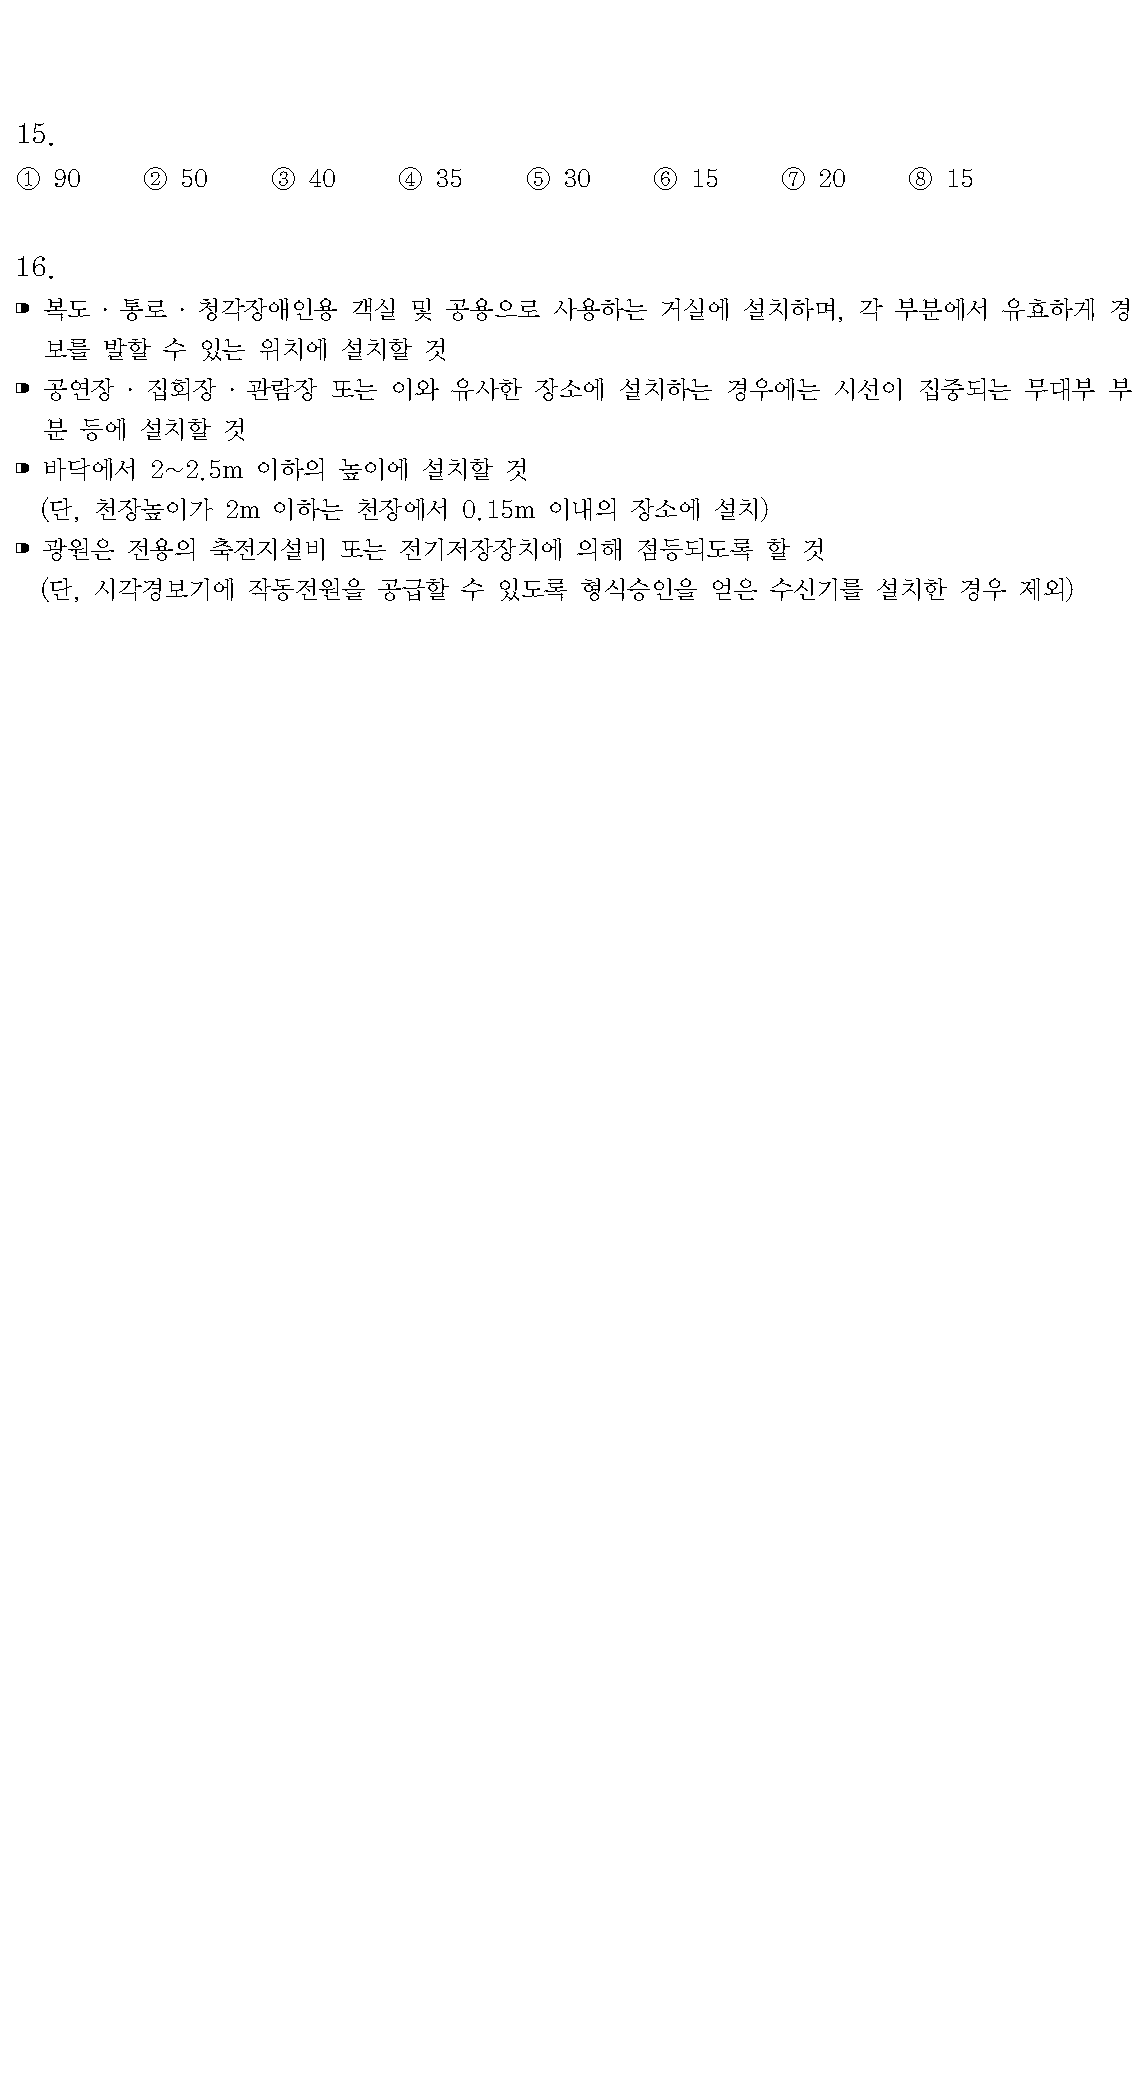 15.
① 90 ② 50 ③ 40 ④ 35 ⑤ 30 ⑥ 15 ⑦ 20 ⑧ 15
16.
➠ 복도 · 통로 · 청각장애인용 객실 및 공용으로 사용하는 거실에 설치하며, 각 부분에서 유효하게 경
보를 발할 수 있는 위치에 설치할 것
➠ 공연장 · 집회장 · 관람장 또는 이와 유사한 장소에 설치하는 경우에는 시선이 집중되는 무대부 부
분 등에 설치할 것
➠ 바닥에서 2~2.5m 이하의 높이에 설치할 것
(단, 천장높이가 2m 이하는 천장에서 0.15m 이내의 장소에 설치)
➠ 광원은 전용의 축전지설비 또는 전기저장장치에 의해 점등되도록 할 것
(단, 시각경보기에 작동전원을 공급할 수 있도록 형식승인을 얻은 수신기를 설치한 경우 제외)